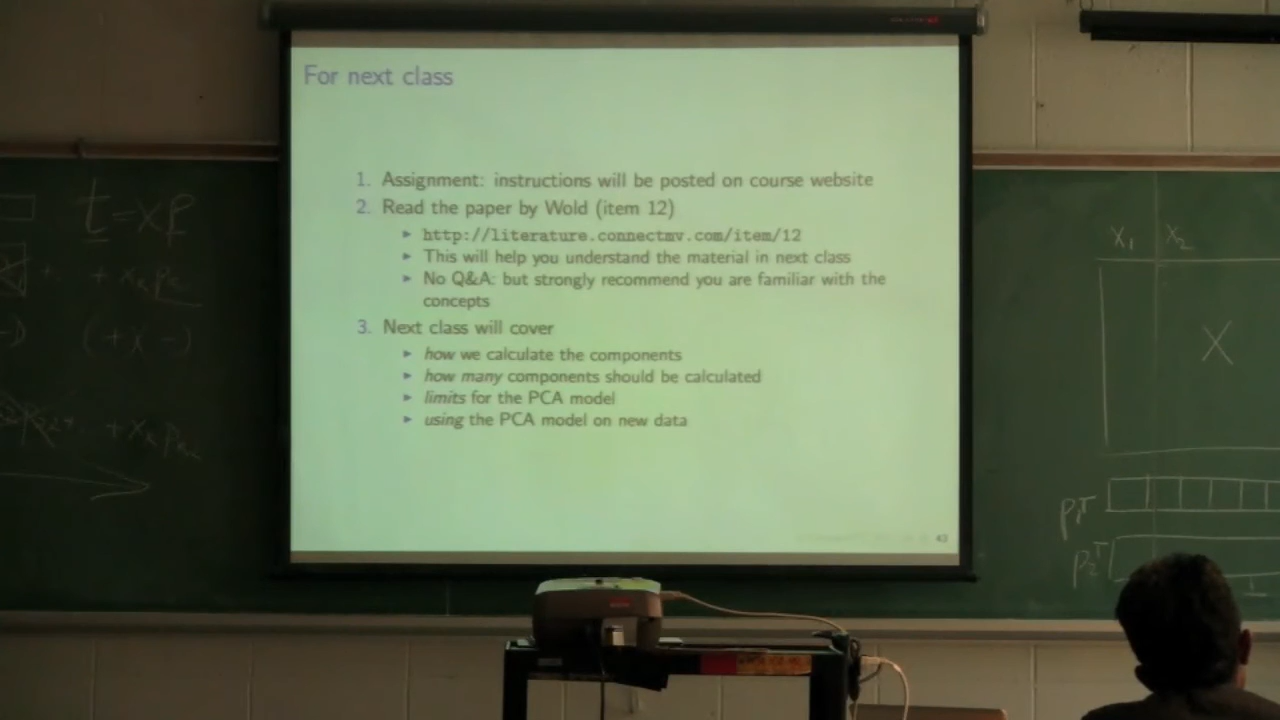 For next class
1. Assignment: instructions will be posted on course website
2. Read the paper by Wold (item 12)
► http://literature.connectmv.com/item/12
► This will help you understand the material in next class
► No Q&A: but strongly recommend you are familiar with the
concepts
3. Next class will cover
► how we calculate the components
► how many components should be calculated
► limits for the PCA model
► using the PCA model on new data
43
t = Xp
X₁ X₂
X
p₁ᵀ
p₂ᵀ